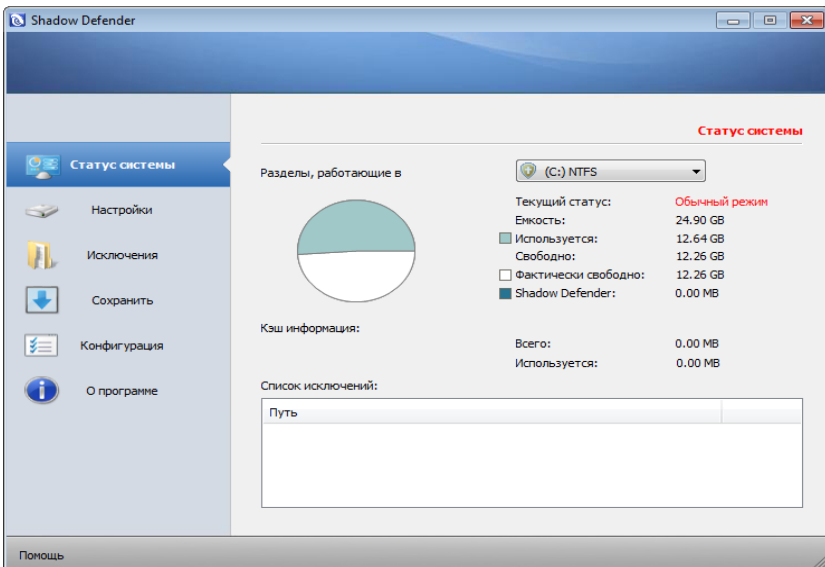 Shadow Defender
Статус системы
Статус системы
Настройки
Исключения
Сохранить
Конфигурация
О программе
Разделы, работающие в
(C:) NTFS
Текущий статус: Обычный режим
Емкость: 24.90 GB
Используется: 12.64 GB
Свободно: 12.26 GB
Фактически свободно: 12.26 GB
Shadow Defender: 0.00 MB
Кэш информация:
Всего: 0.00 MB
Используется: 0.00 MB
Список исключений:
Путь
Помощь